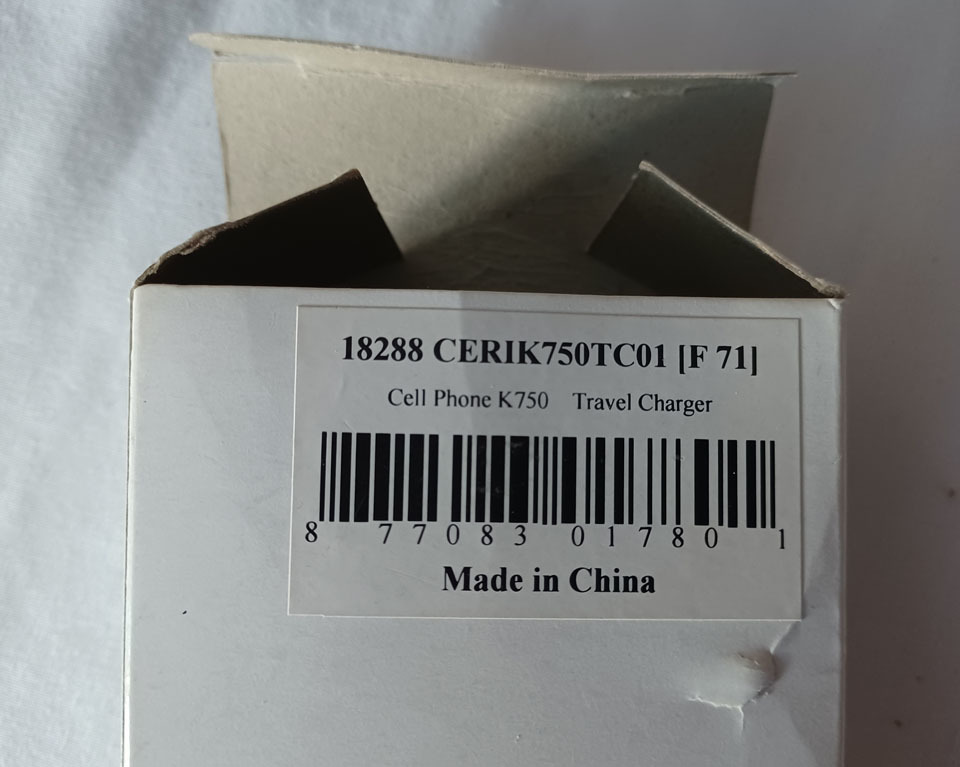 18288 CERIK750TC01 [F 71]
Cell Phone K750 Travel Charger
8 77083 01780 1
Made in China